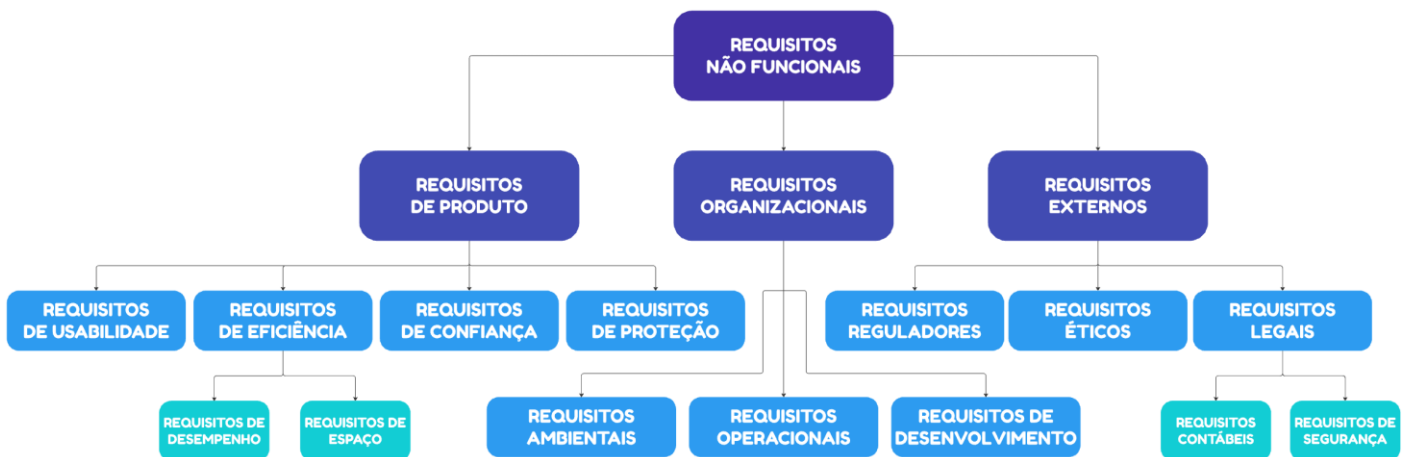 REQUISITOS
NÃO FUNCIONAIS
REQUISITOS
DE PRODUTO
REQUISITOS
ORGANIZACIONAIS
REQUISITOS
EXTERNOS
REQUISITOS
DE USABILIDADE
REQUISITOS
DE EFICIÊNCIA
REQUISITOS
DE CONFIANÇA
REQUISITOS
DE PROTEÇÃO
REQUISITOS
REGULADORES
REQUISITOS
ÉTICOS
REQUISITOS
LEGAIS
REQUISITOS DE
DESEMPENHO
REQUISITOS DE
ESPAÇO
REQUISITOS
AMBIENTAIS
REQUISITOS
OPERACIONAIS
REQUISITOS DE
DESENVOLVIMENTO
REQUISITOS
CONTÁBEIS
REQUISITOS DE
SEGURANÇA